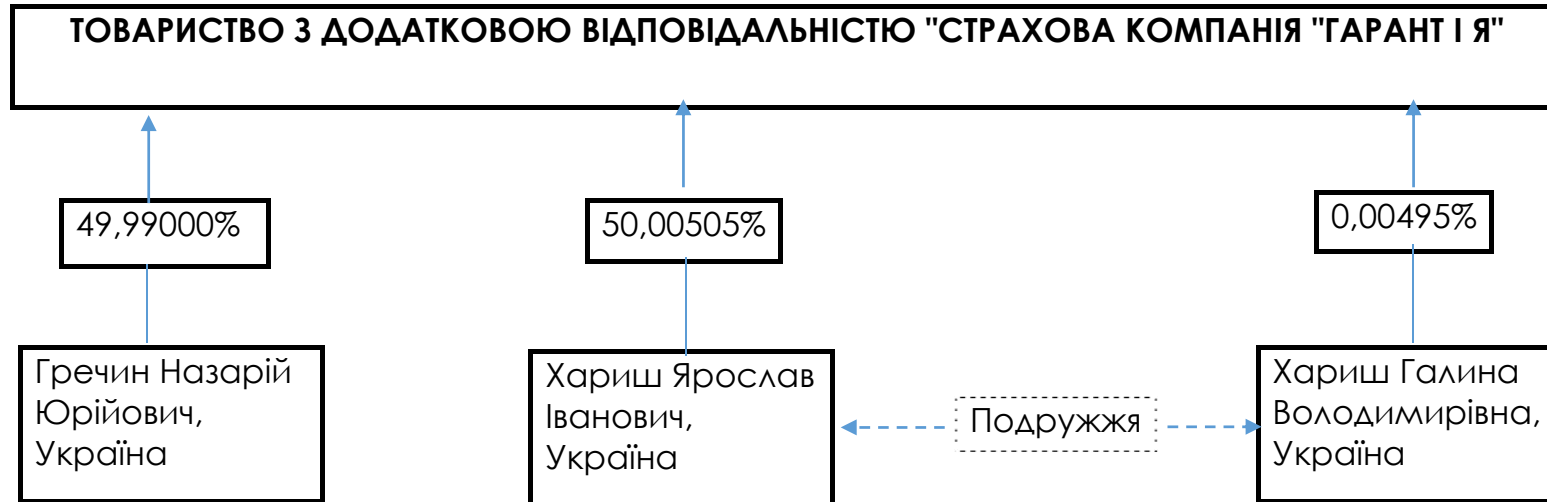 ТОВАРИСТВО З ДОДАТКОВОЮ ВІДПОВІДАЛЬНІСТЮ "СТРАХОВА КОМПАНІЯ "ГАРАНТ І Я"
49,99000%
50,00505%
0,00495%
Гречин Назарій
Юрійович,
Україна
Хариш Ярослав
Іванович,
Україна
Подружжя
Хариш Галина
Володимирівна,
Україна